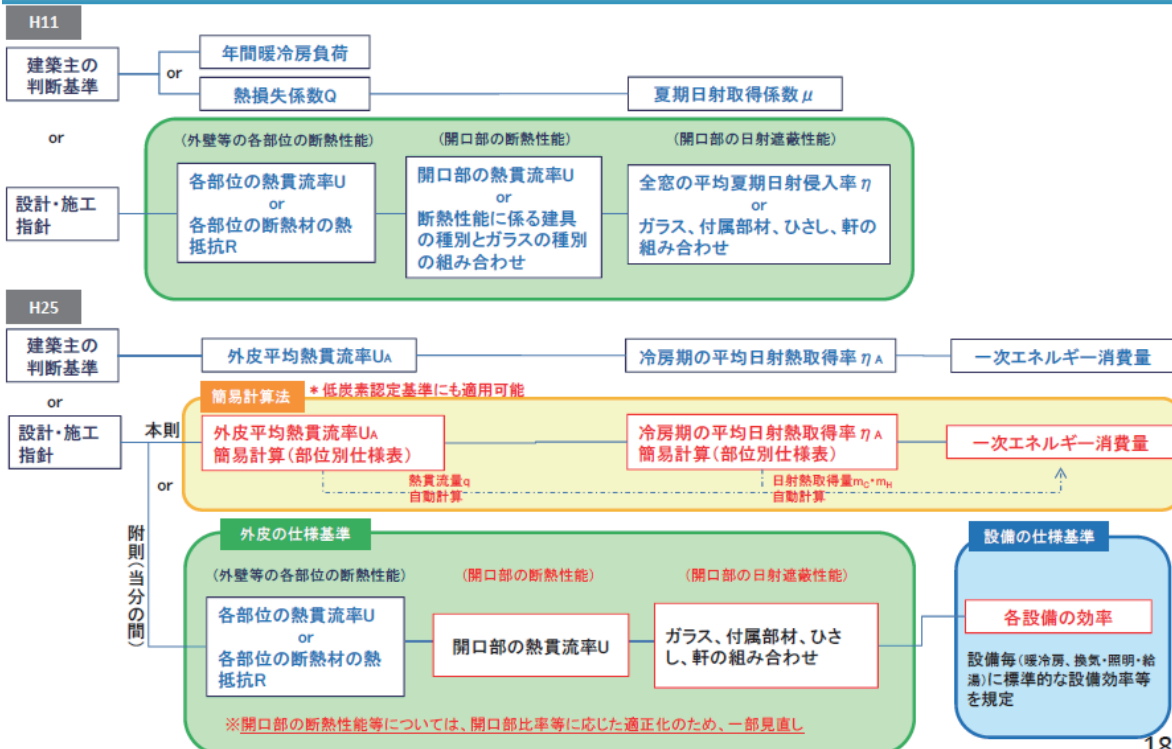 H11
建築主の
判断基準
or
年間暖冷房負荷
熱損失係数Q
夏期日射取得係数μ
or
設計・施工
指針
(外壁等の各部位の断熱性能)
各部位の熱貫流率U
or
各部位の断熱材の熱
抵抗R
(開口部の断熱性能)
開口部の熱貫流率U
or
断熱性能に係る建具
の種別とガラスの種別
の組み合わせ
(開口部の日射遮蔽性能)
全窓の平均夏期日射侵入率η
or
ガラス、付属部材、ひさし、軒の
組み合わせ
H25
建築主の
判断基準
外皮平均熱貫流率UA
冷房期の平均日射熱取得率ηA
一次エネルギー消費量
or
設計・施工
指針
本則
or
附則(当分の間)
簡易計算法
*低炭素認定基準にも適用可能
外皮平均熱貫流率UA
簡易計算(部位別仕様表)
冷房期の平均日射熱取得率ηA
簡易計算(部位別仕様表)
一次エネルギー消費量
熱貫流量q
自動計算
日射熱取得量mC・mH
自動計算
外皮の仕様基準
(外壁等の各部位の断熱性能)
各部位の熱貫流率U
or
各部位の断熱材の熱
抵抗R
(開口部の断熱性能)
開口部の熱貫流率U
(開口部の日射遮蔽性能)
ガラス、付属部材、ひさ
し、軒の組み合わせ
※開口部の断熱性能等については、開口部比率等に応じた適正化のため、一部見直し
設備の仕様基準
各設備の効率
設備毎(暖冷房、換気・照明・給
湯)に標準的な設備効率等
を規定
18